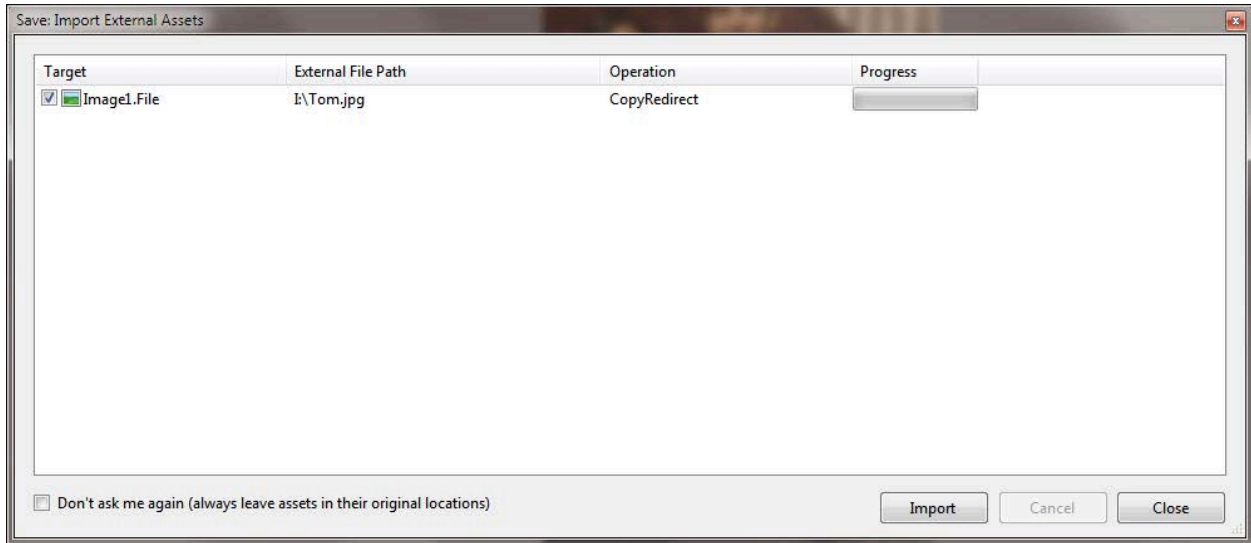 Save: Import External Assets
Target External File Path Operation Progress
Image1.File I:\Tom.jpg CopyRedirect
Don't ask me again (always leave assets in their original locations)
Import Cancel Close